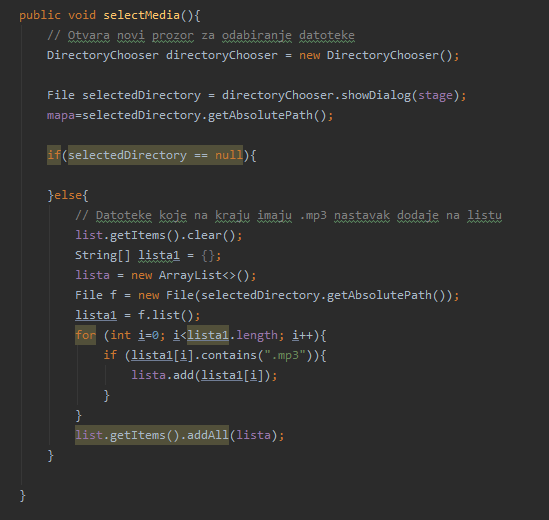 public void selectMedia(){
// Otvara novi prozor za odabiranje datoteke
DirectoryChooser directoryChooser = new DirectoryChooser();
File selectedDirectory = directoryChooser.showDialog(stage);
mapa=selectedDirectory.getAbsolutePath();
if(selectedDirectory == null){
}else{
// Datoteke koje na kraju imaju .mp3 nastavak dodaje na listu
list.getItems().clear();
String[] lista1 = {};
lista = new ArrayList<>();
File f = new File(selectedDirectory.getAbsolutePath());
lista1 = f.list();
for (int i=0; i<lista1.length; i++){
if (lista1[i].contains(".mp3")){
lista.add(lista1[i]);
}
}
list.getItems().addAll(lista);
}
}